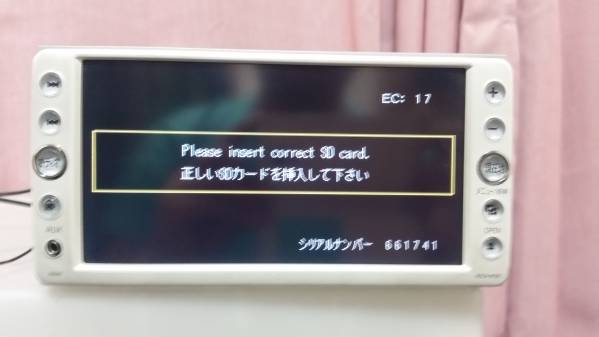 EC: 17
Please insert correct SD card.
正しいSDカードを挿入して下さい
シリアルナンバー 661741
OPEN